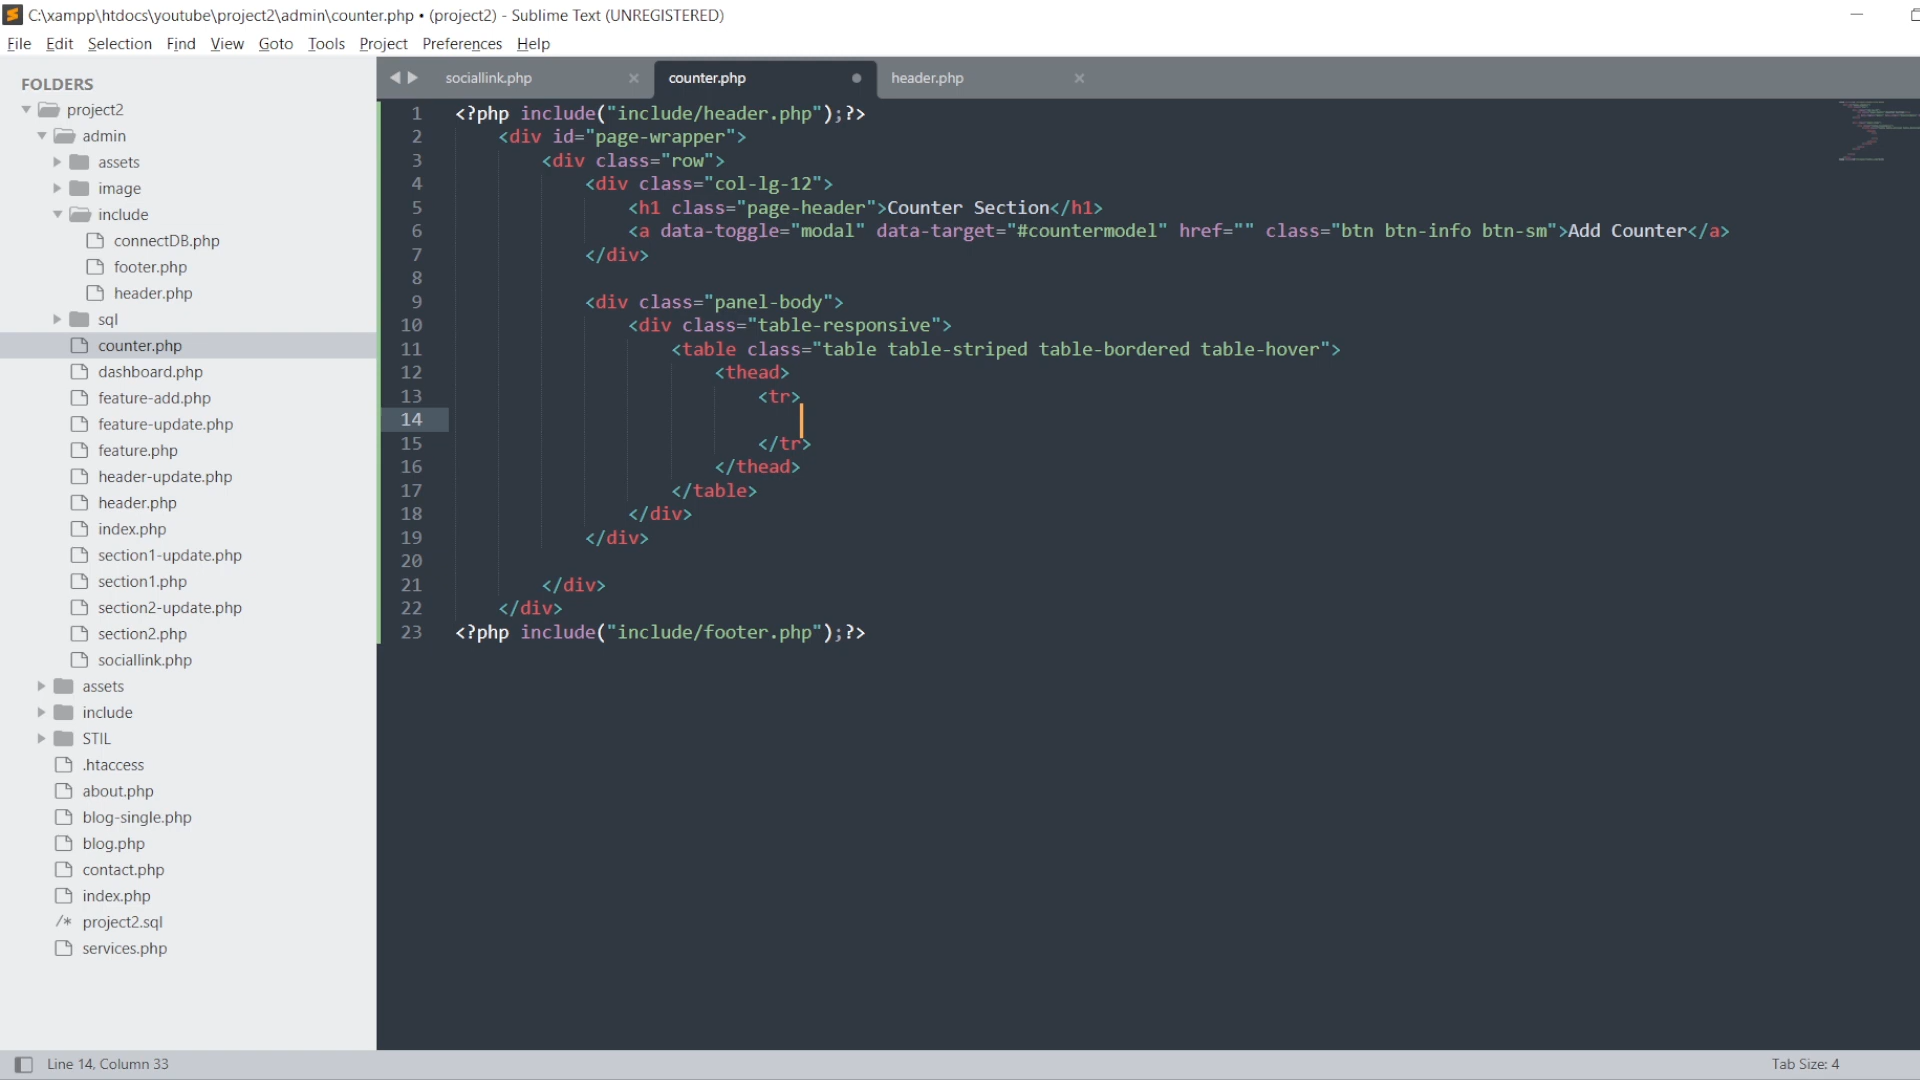 C:\xampp\htdocs\youtube\project2\admin\counter.php • (project2) - Sublime Text (UNREGISTERED)
File Edit Selection Find View Goto Tools Project Preferences Help
FOLDERS
project2
admin
assets
image
include
connectDB.php
footer.php
header.php
sql
counter.php
dashboard.php
feature-add.php
feature-update.php
feature.php
header-update.php
header.php
index.php
section1-update.php
section1.php
section2-update.php
section2.php
sociallink.php
assets
include
STIL
.htaccess
about.php
blog-single.php
blog.php
contact.php
index.php
/* project2.sql
services.php
sociallink.php counter.php header.php
1 <?php include("include/header.php");?>
2 <div id="page-wrapper">
3 <div class="row">
4 <div class="col-lg-12">
5 <h1 class="page-header">Counter Section</h1>
6 <a data-toggle="modal" data-target="#countermodel" href="" class="btn btn-info btn-sm">Add Counter</a>
7 </div>
8
9 <div class="panel-body">
10 <div class="table-responsive">
11 <table class="table table-striped table-bordered table-hover">
12 <thead>
13 <tr>
14
15 </tr>
16 </thead>
17 </table>
18 </div>
19 </div>
20
21 </div>
22 </div>
23 <?php include("include/footer.php");?>
Line 14, Column 33 Tab Size: 4